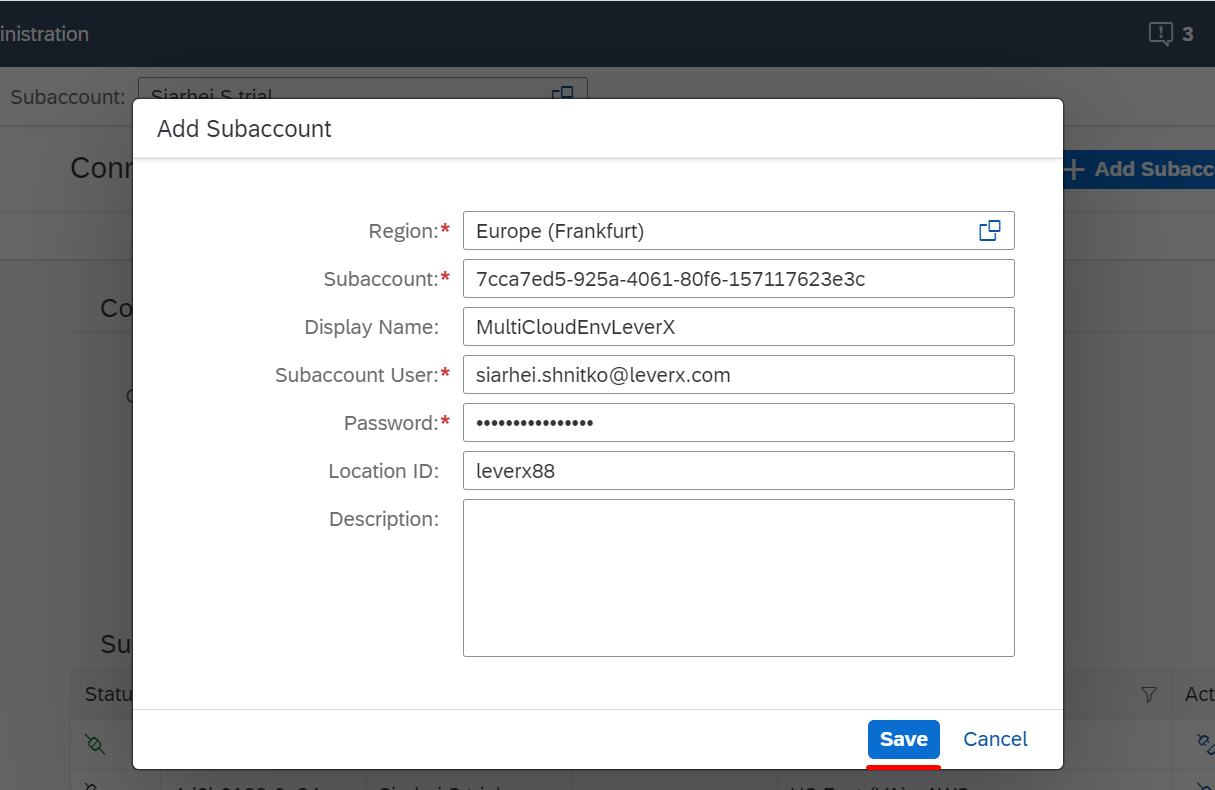 inistration
3
Subaccount:
Siarhei S trial
Add Subaccount
Conn
Add Subacc
Region:*
Europe (Frankfurt)
Subaccount:*
7cca7ed5-925a-4061-80f6-157117623e3c
Display Name:
MultiCloudEnvLeverX
Subaccount User:*
siarhei.shnitko@leverx.com
Password:*
••••••••••••••••
Location ID:
leverx88
Description:
Co
Su
Statu
Act
Save
Cancel